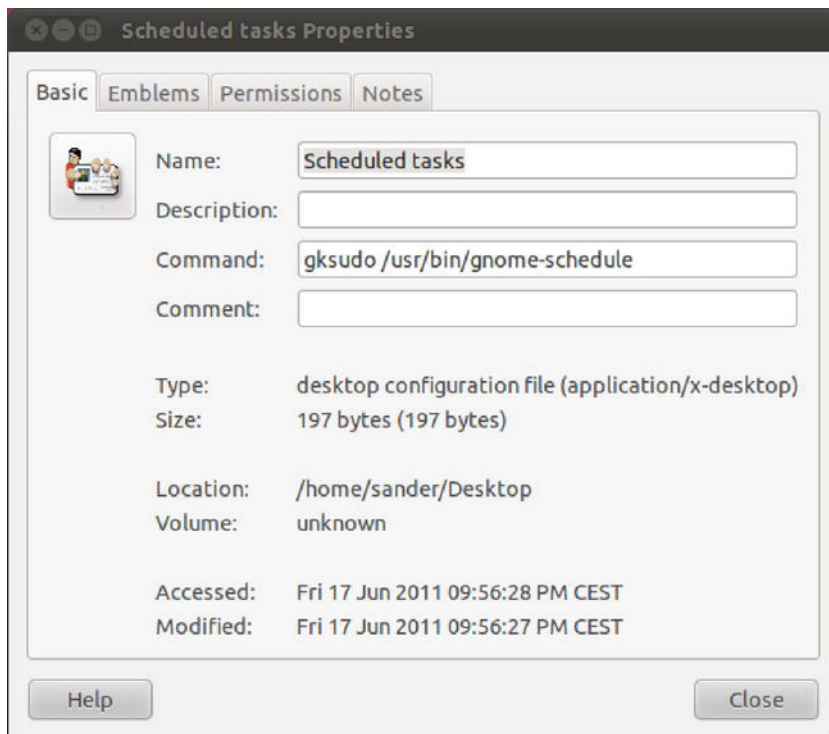 Scheduled tasks Properties
Basic Emblems Permissions Notes
Name: Scheduled tasks
Description:
Command: gksudo /usr/bin/gnome-schedule
Comment:
Type: desktop configuration file (application/x-desktop)
Size: 197 bytes (197 bytes)
Location: /home/sander/Desktop
Volume: unknown
Accessed: Fri 17 Jun 2011 09:56:28 PM CEST
Modified: Fri 17 Jun 2011 09:56:27 PM CEST
Help Close